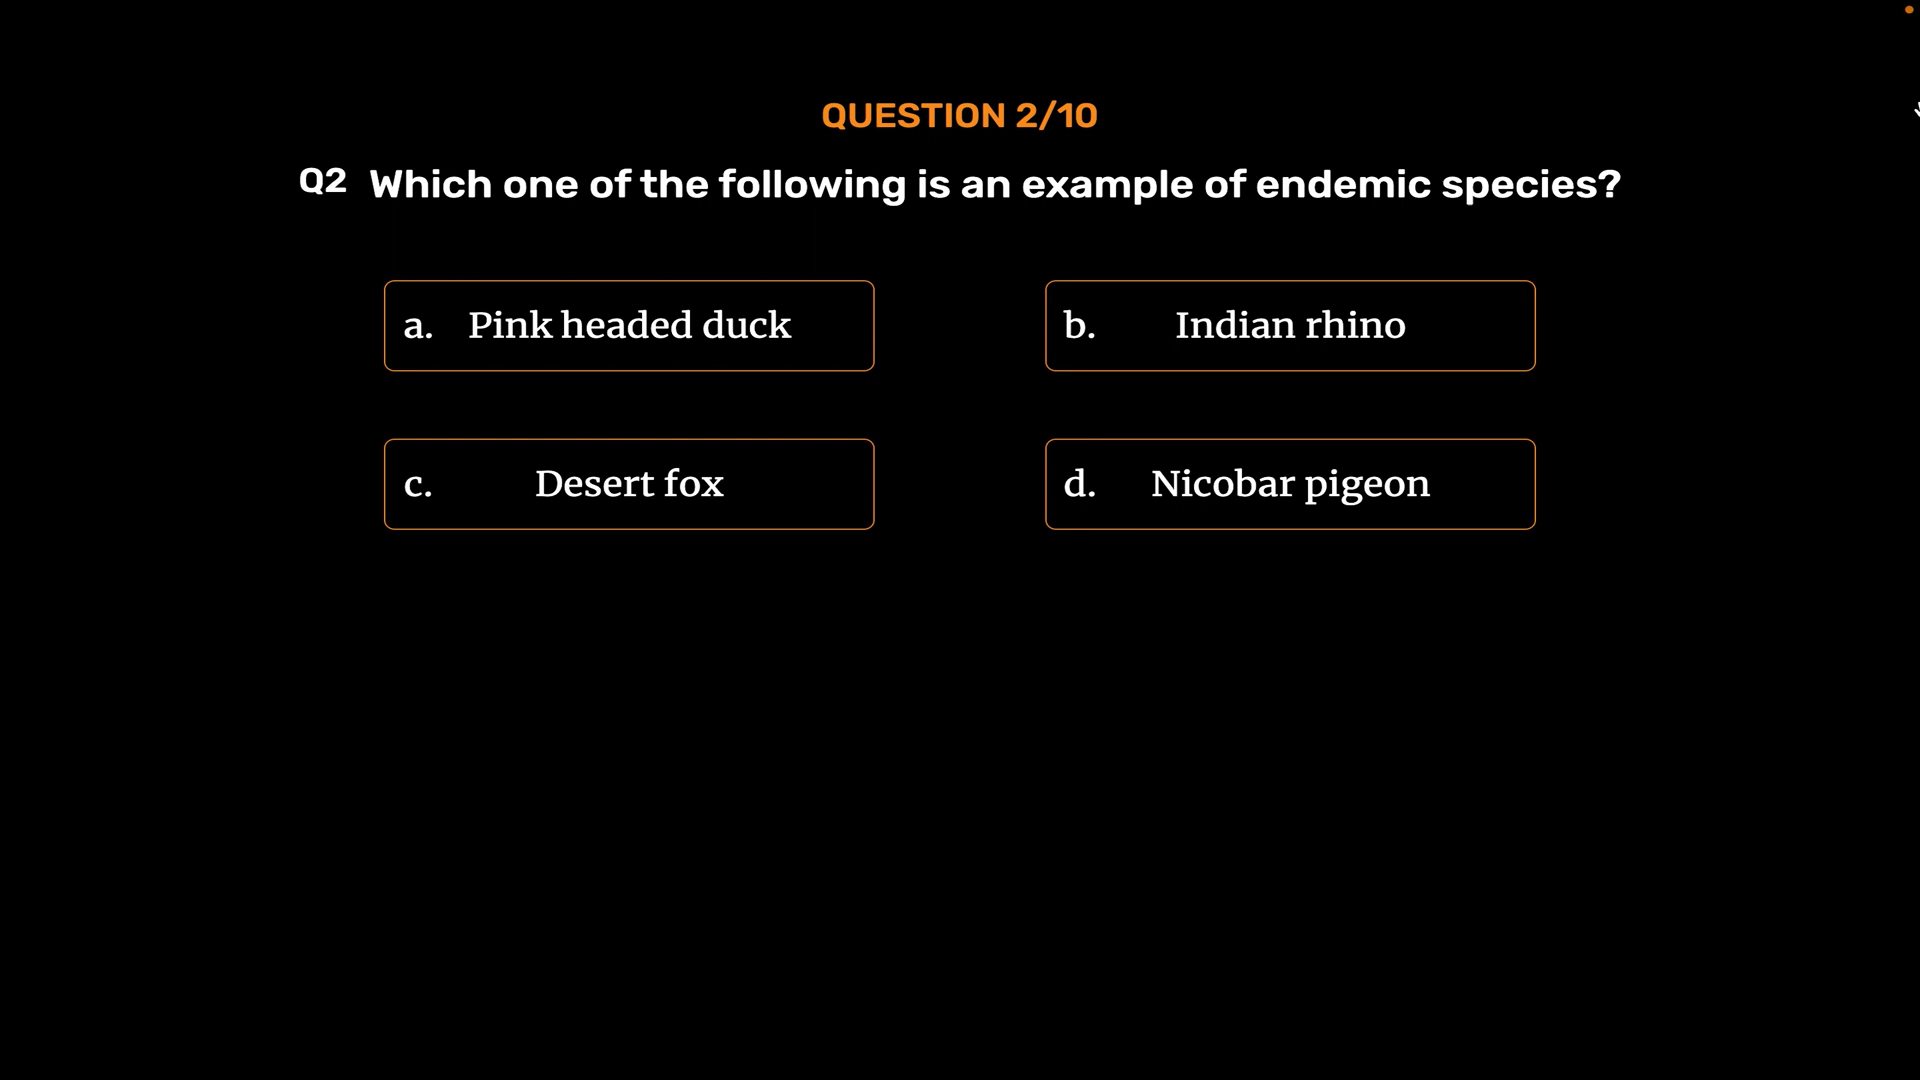 QUESTION 2/10
Q2 Which one of the following is an example of endemic species?
a. Pink headed duck
b. Indian rhino
c. Desert fox
d. Nicobar pigeon